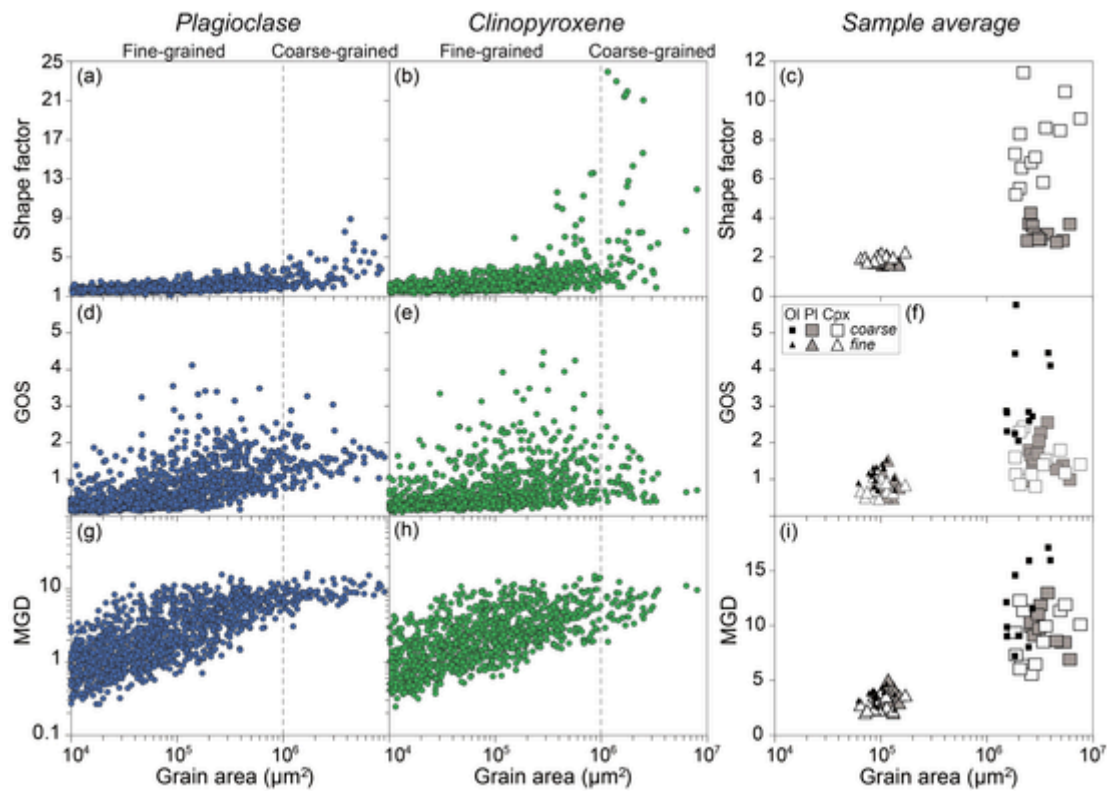 Plagioclase Clinopyroxene Sample average
Fine-grained Coarse-grained Fine-grained Coarse-grained
25 (a) (b) 12 (c)
21 10
17 8
Shape factor 13 Shape factor 6
9 4
5 2
1 0
(d) (e) Ol Pl Cpx (f)
5 coarse 5
4 fine 4
GOS 3 GOS 3
2 2
1 1
(g) (h) (i)
10 15
MGD 1 MGD 10
5
0.1 0
10⁴ 10⁵ 10⁶ 10⁴ 10⁵ 10⁶ 10⁷ 10⁴ 10⁵ 10⁶ 10⁷
Grain area (µm²) Grain area (µm²) Grain area (µm²)